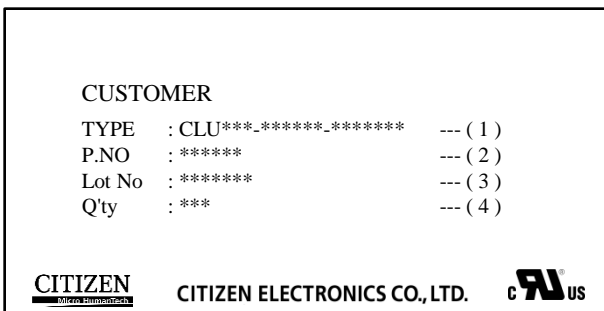 CUSTOMER
TYPE : CLU***-******-******* --- ( 1 )
P.NO : ****** --- ( 2 )
Lot No : ******* --- ( 3 )
Q'ty : *** --- ( 4 )
CITIZEN CITIZEN ELECTRONICS CO., LTD. c RU ® US
Micro HumanTech